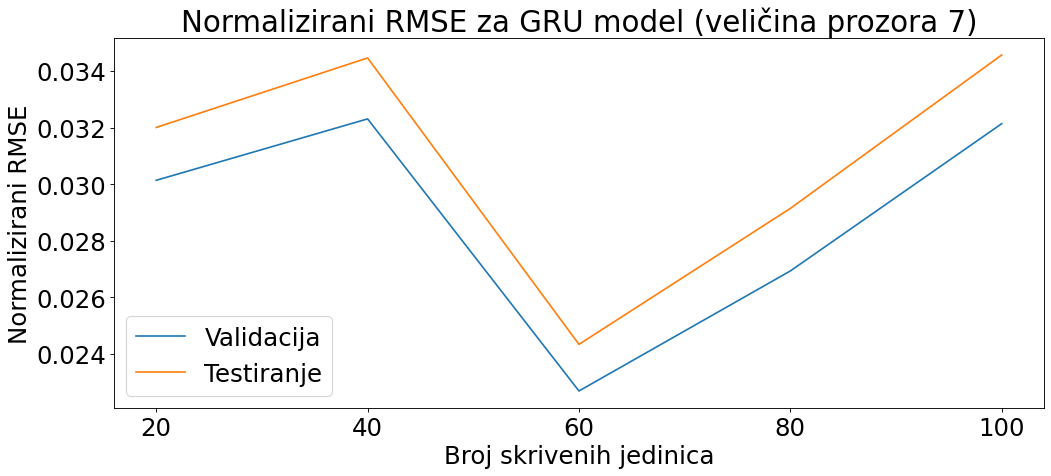 Normalizirani RMSE za GRU model (veličina prozora 7)
Normalizirani RMSE
0.034
0.032
0.030
0.028
0.026
0.024
Validacija
Testiranje
20 40 60 80 100
Broj skrivenih jedinica